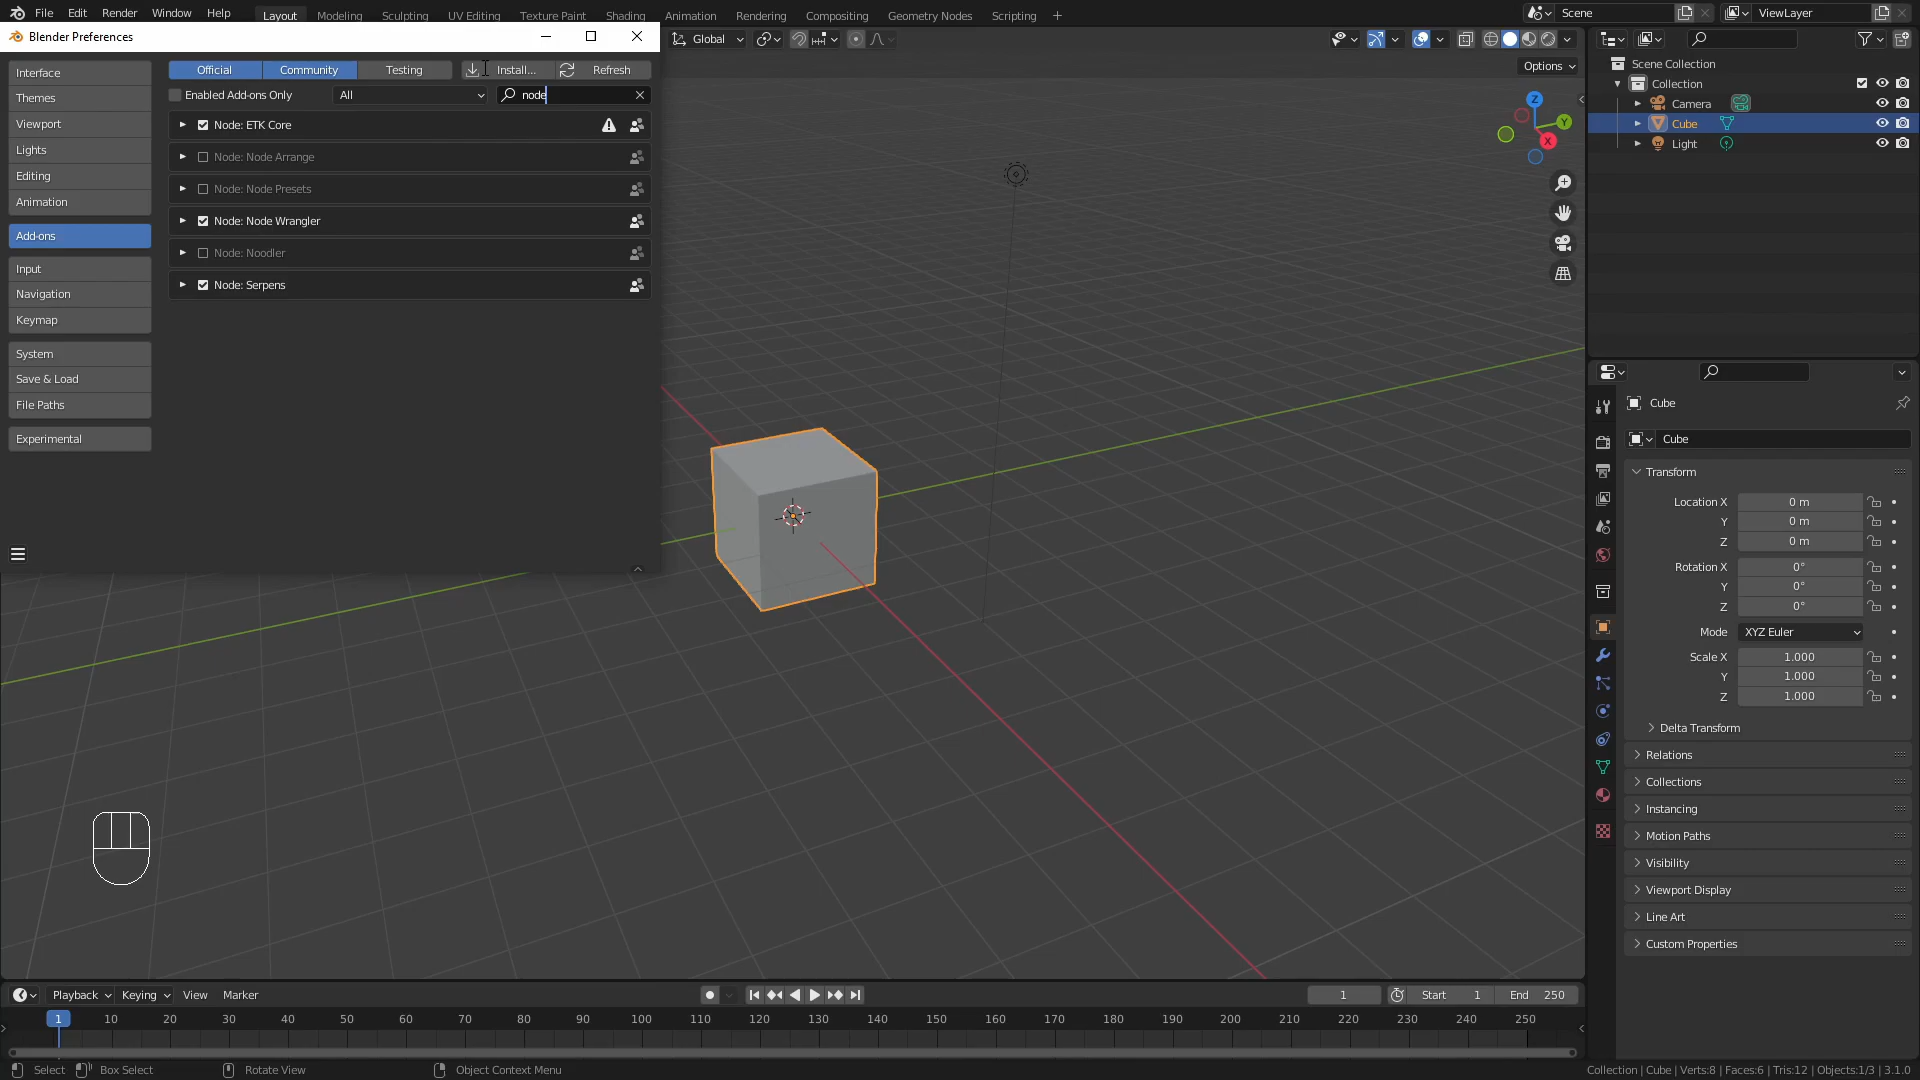 File Edit Render Window Help Layout Modeling Sculpting UV Editing Texture Paint Shading Animation Rendering Compositing Geometry Nodes Scripting + Scene ViewLayer
Blender Preferences
Global
Options
Interface
Themes
Viewport
Lights
Editing
Animation
Add-ons
Input
Navigation
Keymap
System
Save & Load
File Paths
Experimental
Official Community Testing Install... Refresh
Enabled Add-ons Only All node
Node: ETK Core
Node: Node Arrange
Node: Node Presets
Node: Node Wrangler
Node: Noodler
Node: Serpens
Z
Y
X
Scene Collection
Collection
Camera
Cube
Light
Cube
Cube
Transform
Location X 0 m
Y 0 m
Z 0 m
Rotation X 0°
Y 0°
Z 0°
Mode XYZ Euler
Scale X 1.000
Y 1.000
Z 1.000
Delta Transform
Relations
Collections
Instancing
Motion Paths
Visibility
Viewport Display
Line Art
Custom Properties
Playback Keying View Marker 1 Start 1 End 250
1 10 20 30 40 50 60 70 80 90 100 110 120 130 140 150 160 170 180 190 200 210 220 230 240 250
Select Box Select Rotate View Object Context Menu Collection | Cube | Verts:8 | Faces:6 | Tris:12 | Objects:1/3 | 3.1.0